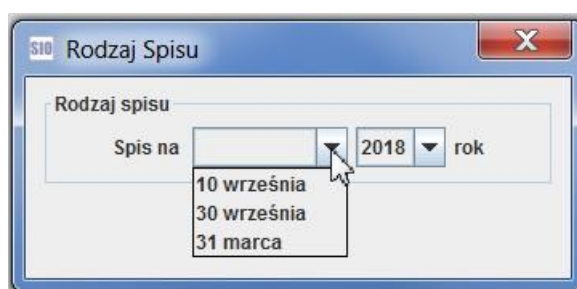 SIO Rodzaj Spisu
Rodzaj spisu
Spis na 2018 rok
10 września
30 września
31 marca